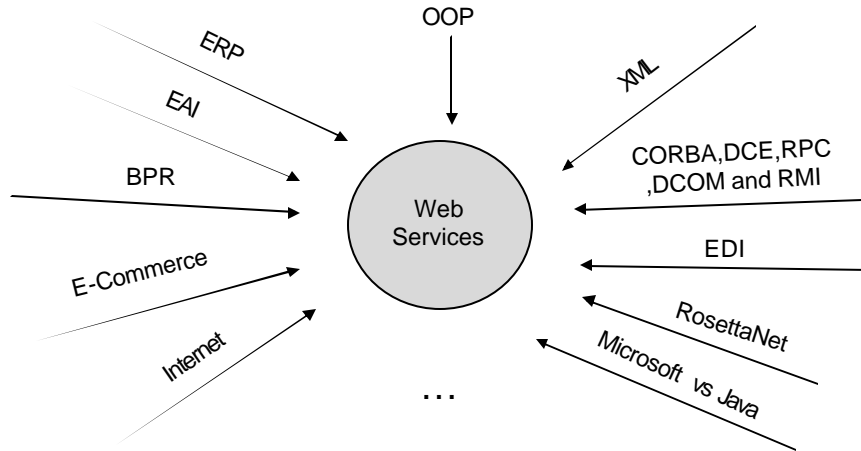 OOP
ERP
XML
EAI
CORBA,DCE,RPC
,DCOM and RMI
BPR
Web
Services
EDI
E-Commerce
RosettaNet
Internet
Microsoft vs Java
...